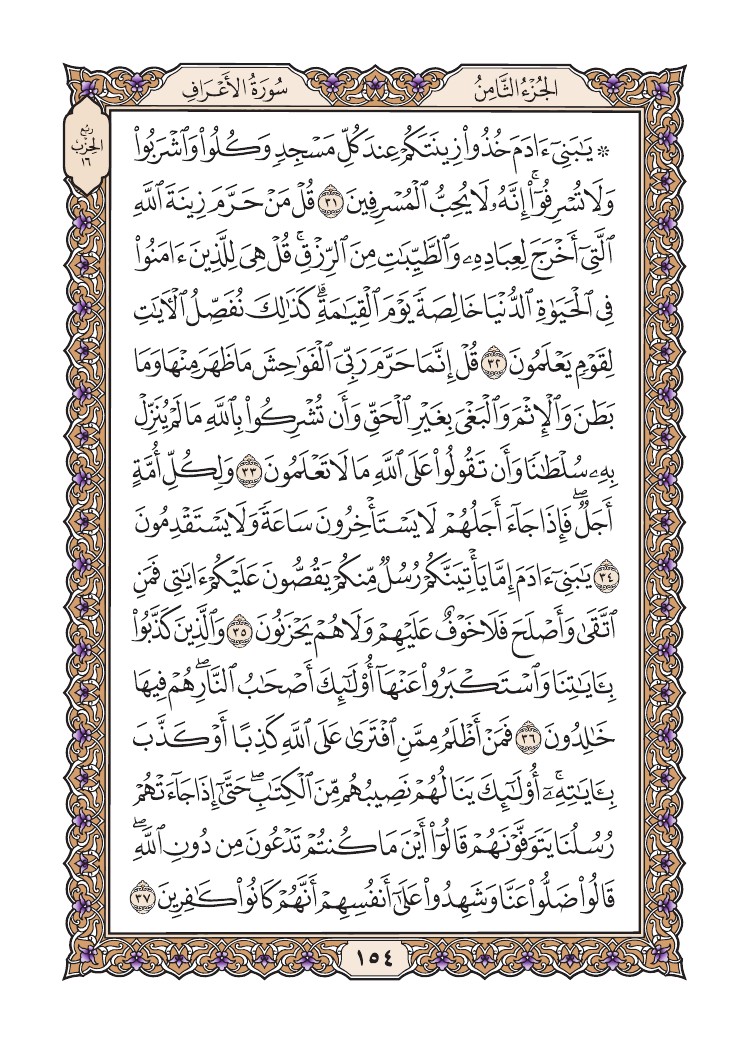 سُورَةُ الأَعْرَافِ
الجُزْءُ الثَّامِنُ
رُبْع
الحِزْب
١٦
۞ يَٰبَنِيٓ ءَادَمَ خُذُواْ زِينَتَكُمۡ عِندَ كُلِّ مَسۡجِدٖ وَكُلُواْ وَٱشۡرَبُواْ
وَلَا تُسۡرِفُوٓاْۚ إِنَّهُۥ لَا يُحِبُّ ٱلۡمُسۡرِفِينَ ٣١ قُلۡ مَنۡ حَرَّمَ زِينَةَ ٱللَّهِ
ٱلَّتِيٓ أَخۡرَجَ لِعِبَادِهِۦ وَٱلطَّيِّبَٰتِ مِنَ ٱلرِّزۡقِۚ قُلۡ هِيَ لِلَّذِينَ ءَامَنُواْ
فِي ٱلۡحَيَوٰةِ ٱلدُّنۡيَا خَالِصَةٗ يَوۡمَ ٱلۡقِيَٰمَةِۗ كَذَٰلِكَ نُفَصِّلُ ٱلۡأٓيَٰتِ
لِقَوۡمٖ يَعۡلَمُونَ ٣٢ قُلۡ إِنَّمَا حَرَّمَ رَبِّيَ ٱلۡفَوَٰحِشَ مَا ظَهَرَ مِنۡهَا وَمَا
بَطَنَ وَٱلۡإِثۡمَ وَٱلۡبَغۡيَ بِغَيۡرِ ٱلۡحَقِّ وَأَن تُشۡرِكُواْ بِٱللَّهِ مَا لَمۡ يُنَزِّلۡ
بِهِۦ سُلۡطَٰنٗا وَأَن تَقُولُواْ عَلَى ٱللَّهِ مَا لَا تَعۡلَمُونَ ٣٣ وَلِكُلِّ أُمَّةٍ
أَجَلٞۖ فَإِذَا جَآءَ أَجَلُهُمۡ لَا يَسۡتَأۡخِرُونَ سَاعَةٗ وَلَا يَسۡتَقۡدِمُونَ
٣٤ يَٰبَنِيٓ ءَادَمَ إِمَّا يَأۡتِيَنَّكُمۡ رُسُلٞ مِّنكُمۡ يَقُصُّونَ عَلَيۡكُمۡ ءَايَٰتِي فَمَنِ
ٱتَّقَىٰ وَأَصۡلَحَ فَلَا خَوۡفٌ عَلَيۡهِمۡ وَلَا هُمۡ يَحۡزَنُونَ ٣٥ وَٱلَّذِينَ كَذَّبُواْ
بِـَٔايَٰتِنَا وَٱسۡتَكۡبَرُواْ عَنۡهَآ أُوْلَٰٓئِكَ أَصۡحَٰبُ ٱلنَّارِۖ هُمۡ فِيهَا
خَٰلِدُونَ ٣٦ فَمَنۡ أَظۡلَمُ مِمَّنِ ٱفۡتَرَىٰ عَلَى ٱللَّهِ كَذِبًا أَوۡ كَذَّبَ
بِـَٔايَٰتِهِۦٓۚ أُوْلَٰٓئِكَ يَنَالُهُمۡ نَصِيبُهُم مِّنَ ٱلۡكِتَٰبِۖ حَتَّىٰٓ إِذَا جَآءَتۡهُمۡ
رُسُلُنَا يَتَوَفَّوۡنَهُمۡ قَالُوٓاْ أَيۡنَ مَا كُنتُمۡ تَدۡعُونَ مِن دُونِ ٱللَّهِۖ
قَالُواْ ضَلُّواْ عَنَّا وَشَهِدُواْ عَلَىٰٓ أَنفُسِهِمۡ أَنَّهُمۡ كَانُواْ كَٰفِرِينَ ٣٧
١٥٤